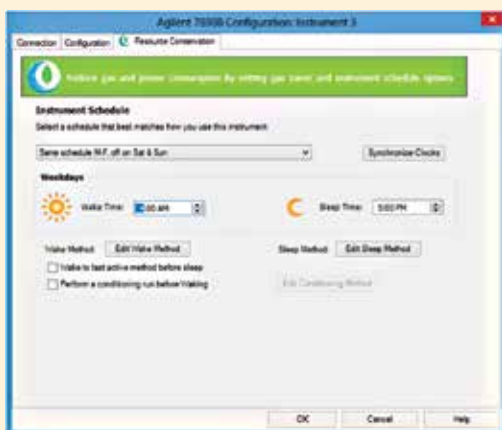 Agilent 7890B Configuration: Instrument 3
Connection Configuration Resource Conservation
Reduce gas and power consumption by setting gas saver and instrument schedule options
Instrument Schedule
Select a schedule that best matches how you use this instrument
Same schedule M-F, off on Sat & Sun
Synchronize Clocks
Weekdays
Wake Time: :00 AM
Sleep Time: 5:00 PM
Wake Method: Edit Wake Method
Sleep Method: Edit Sleep Method
Wake to last active method before sleep
Perform a conditioning run before Waking
Edit Conditioning Method
OK Cancel Help